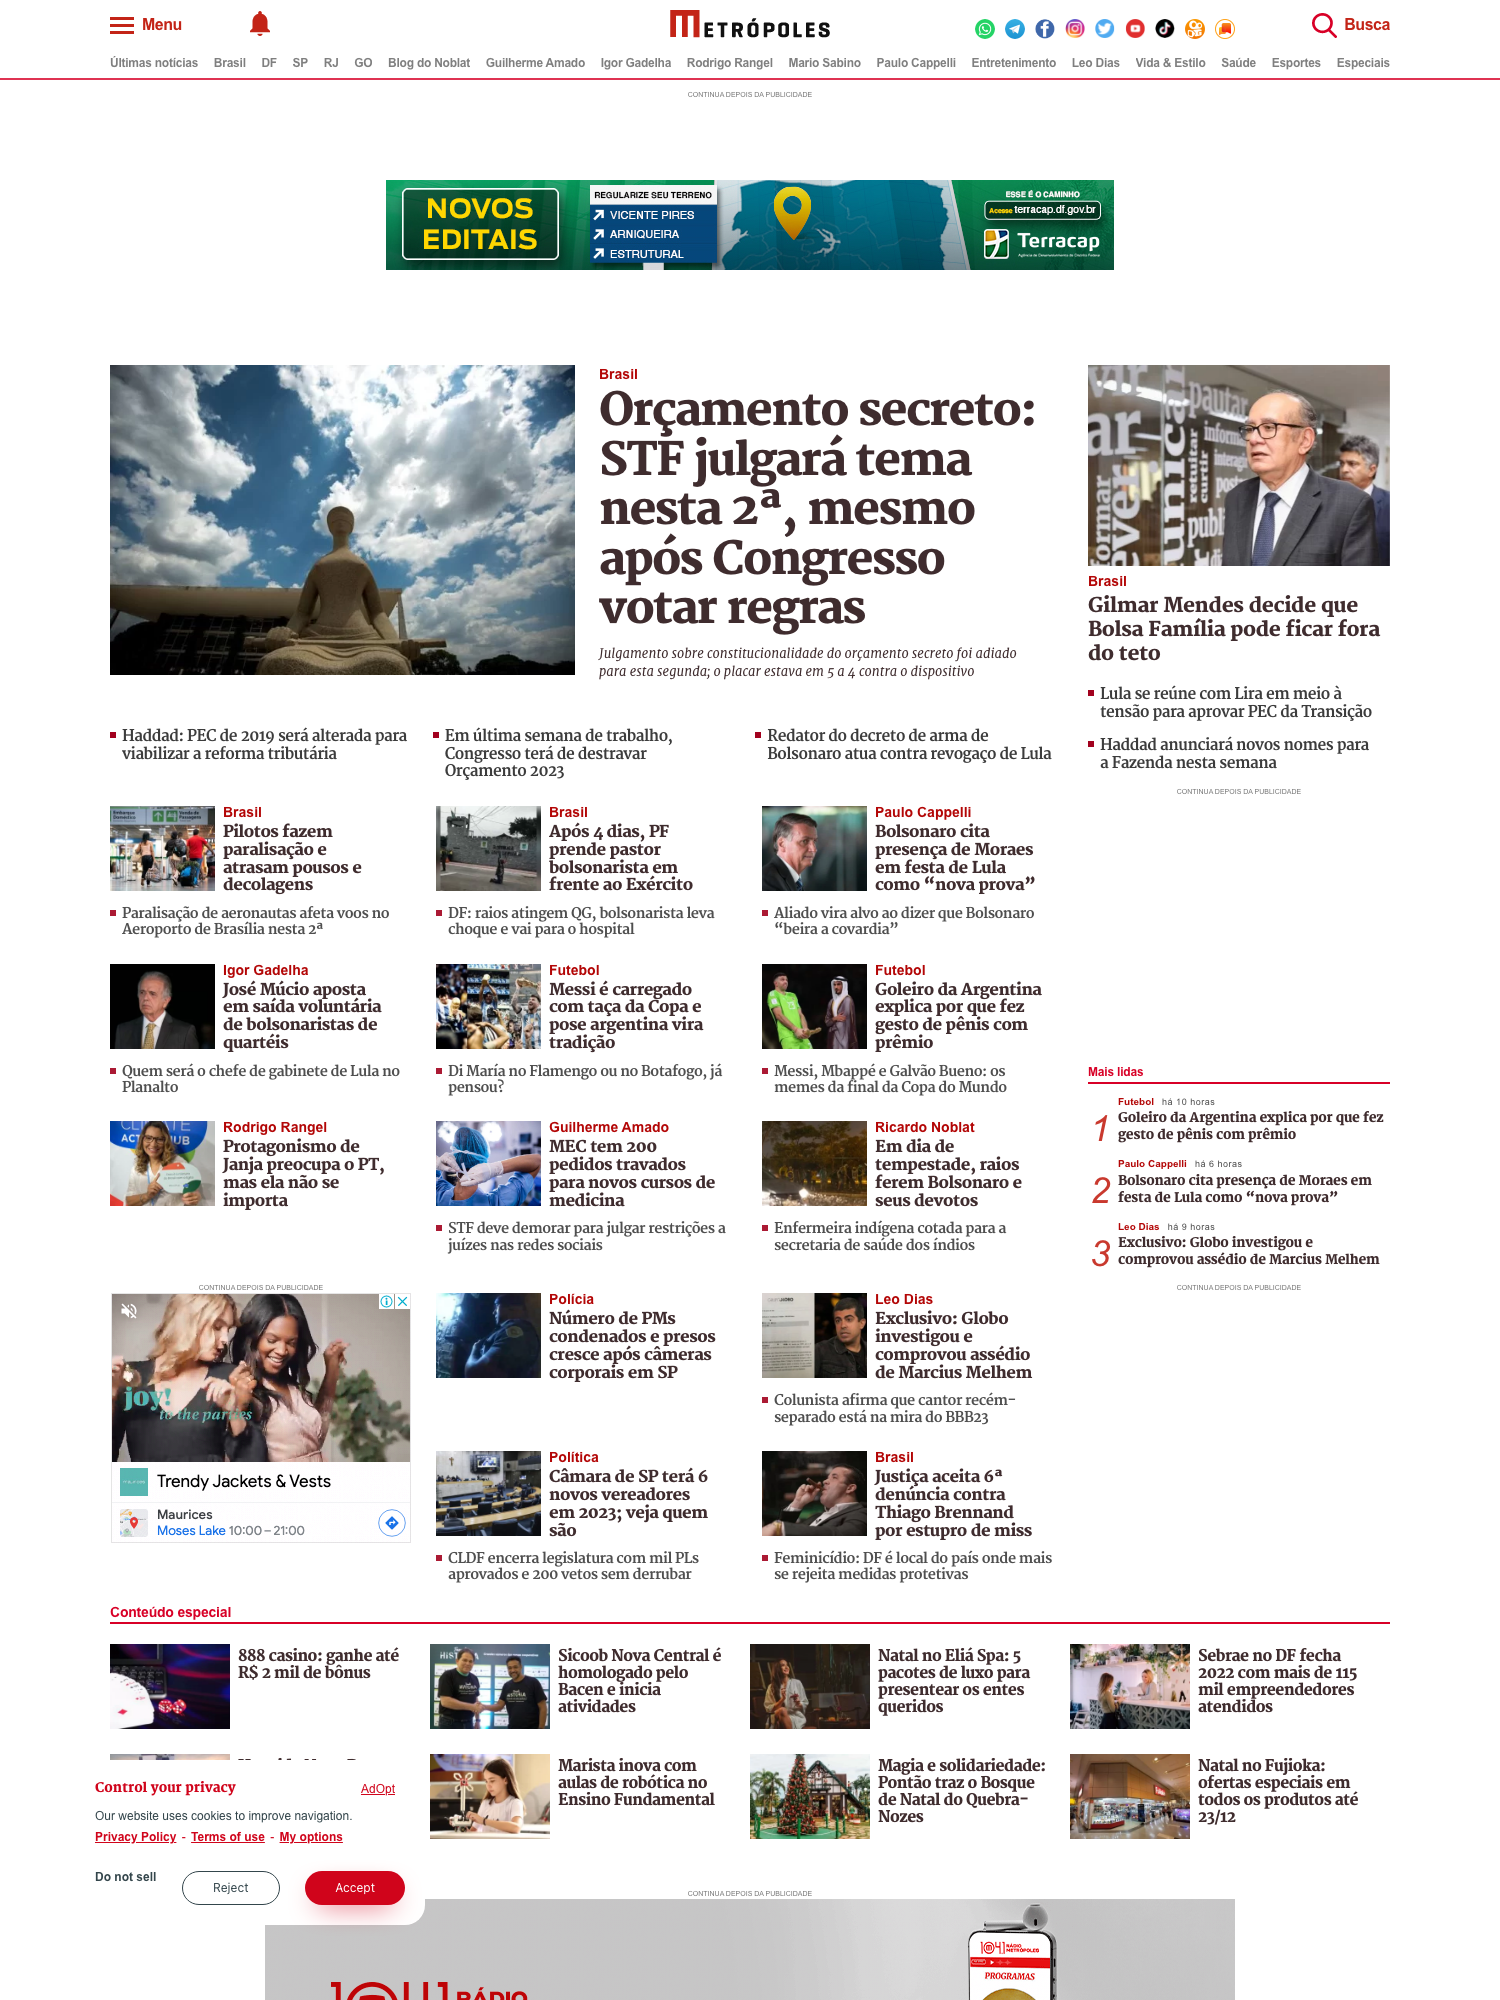 Menu
METRÓPOLES
Busca
Últimas notícias Brasil DF SP RJ GO Blog do Noblat Guilherme Amado Igor Gadelha Rodrigo Rangel Mario Sabino Paulo Cappelli Entretenimento Leo Dias Vida & Estilo Saúde Esportes Especiais
CONTINUA DEPOIS DA PUBLICIDADE
NOVOS
EDITAIS
REGULARIZE SEU TERRENO
VICENTE PIRES
ARNIQUEIRA
ESTRUTURAL
ESSE É O CAMINHO
Acesse terracap.df.gov.br
Terracap
Agência de Desenvolvimento do Distrito Federal
Brasil
Orçamento secreto:
STF julgará tema
nesta 2ª, mesmo
após Congresso
votar regras
Julgamento sobre constitucionalidade do orçamento secreto foi adiado
para esta segunda; o placar estava em 5 a 4 contra o dispositivo
Brasil
Gilmar Mendes decide que
Bolsa Família pode ficar fora
do teto
Lula se reúne com Lira em meio à
tensão para aprovar PEC da Transição
Haddad anunciará novos nomes para
a Fazenda nesta semana
CONTINUA DEPOIS DA PUBLICIDADE
Haddad: PEC de 2019 será alterada para
viabilizar a reforma tributária
Em última semana de trabalho,
Congresso terá de destravar
Orçamento 2023
Redator do decreto de arma de
Bolsonaro atua contra revogaço de Lula
Brasil
Pilotos fazem
paralisação e
atrasam pousos e
decolagens
Paralisação de aeronautas afeta voos no
Aeroporto de Brasília nesta 2ª
Brasil
Após 4 dias, PF
prende pastor
bolsonarista em
frente ao Exército
DF: raios atingem QG, bolsonarista leva
choque e vai para o hospital
Paulo Cappelli
Bolsonaro cita
presença de Moraes
em festa de Lula
como “nova prova”
Aliado vira alvo ao dizer que Bolsonaro
“beira a covardia”
Igor Gadelha
José Múcio aposta
em saída voluntária
de bolsonaristas de
quartéis
Quem será o chefe de gabinete de Lula no
Planalto
Futebol
Messi é carregado
com taça da Copa e
pose argentina vira
tradição
Di María no Flamengo ou no Botafogo, já
pensou?
Futebol
Goleiro da Argentina
explica por que fez
gesto de pênis com
prêmio
Messi, Mbappé e Galvão Bueno: os
memes da final da Copa do Mundo
Rodrigo Rangel
Protagonismo de
Janja preocupa o PT,
mas ela não se
importa
Guilherme Amado
MEC tem 200
pedidos travados
para novos cursos de
medicina
STF deve demorar para julgar restrições a
juízes nas redes sociais
Ricardo Noblat
Em dia de
tempestade, raios
ferem Bolsonaro e
seus devotos
Enfermeira indígena cotada para a
secretaria de saúde dos índios
Mais lidas
Futebol há 10 horas
1 Goleiro da Argentina explica por que fez
gesto de pênis com prêmio
Paulo Cappelli há 6 horas
2 Bolsonaro cita presença de Moraes em
festa de Lula como “nova prova”
Leo Dias há 9 horas
3 Exclusivo: Globo investigou e
comprovou assédio de Marcius Melhem
CONTINUA DEPOIS DA PUBLICIDADE
CONTINUA DEPOIS DA PUBLICIDADE
joy!
to the parties
Trendy Jackets & Vests
Maurices
Moses Lake 10:00 – 21:00
Polícia
Número de PMs
condenados e presos
cresce após câmeras
corporais em SP
Leo Dias
Exclusivo: Globo
investigou e
comprovou assédio
de Marcius Melhem
Colunista afirma que cantor recém-
separado está na mira do BBB23
Política
Câmara de SP terá 6
novos vereadores
em 2023; veja quem
são
CLDF encerra legislatura com mil PLs
aprovados e 200 vetos sem derrubar
Brasil
Justiça aceita 6ª
denúncia contra
Thiago Brennand
por estupro de miss
Feminicídio: DF é local do país onde mais
se rejeita medidas protetivas
Conteúdo especial
888 casino: ganhe até
R$ 2 mil de bônus
Sicoob Nova Central é
homologado pelo
Bacen e inicia
atividades
Natal no Eliá Spa: 5
pacotes de luxo para
presentear os entes
queridos
Sebrae no DF fecha
2022 com mais de 115
mil empreendedores
atendidos
Marista inova com
aulas de robótica no
Ensino Fundamental
Magia e solidariedade:
Pontão traz o Bosque
de Natal do Quebra-
Nozes
Natal no Fujioka:
ofertas especiais em
todos os produtos até
23/12
Control your privacy
AdOpt
Our website uses cookies to improve navigation.
Privacy Policy - Terms of use - My options
Do not sell
Reject
Accept
CONTINUA DEPOIS DA PUBLICIDADE
104.1 RÁDIO
104.1 RÁDIO METRÓPOLES
PROGRAMAS